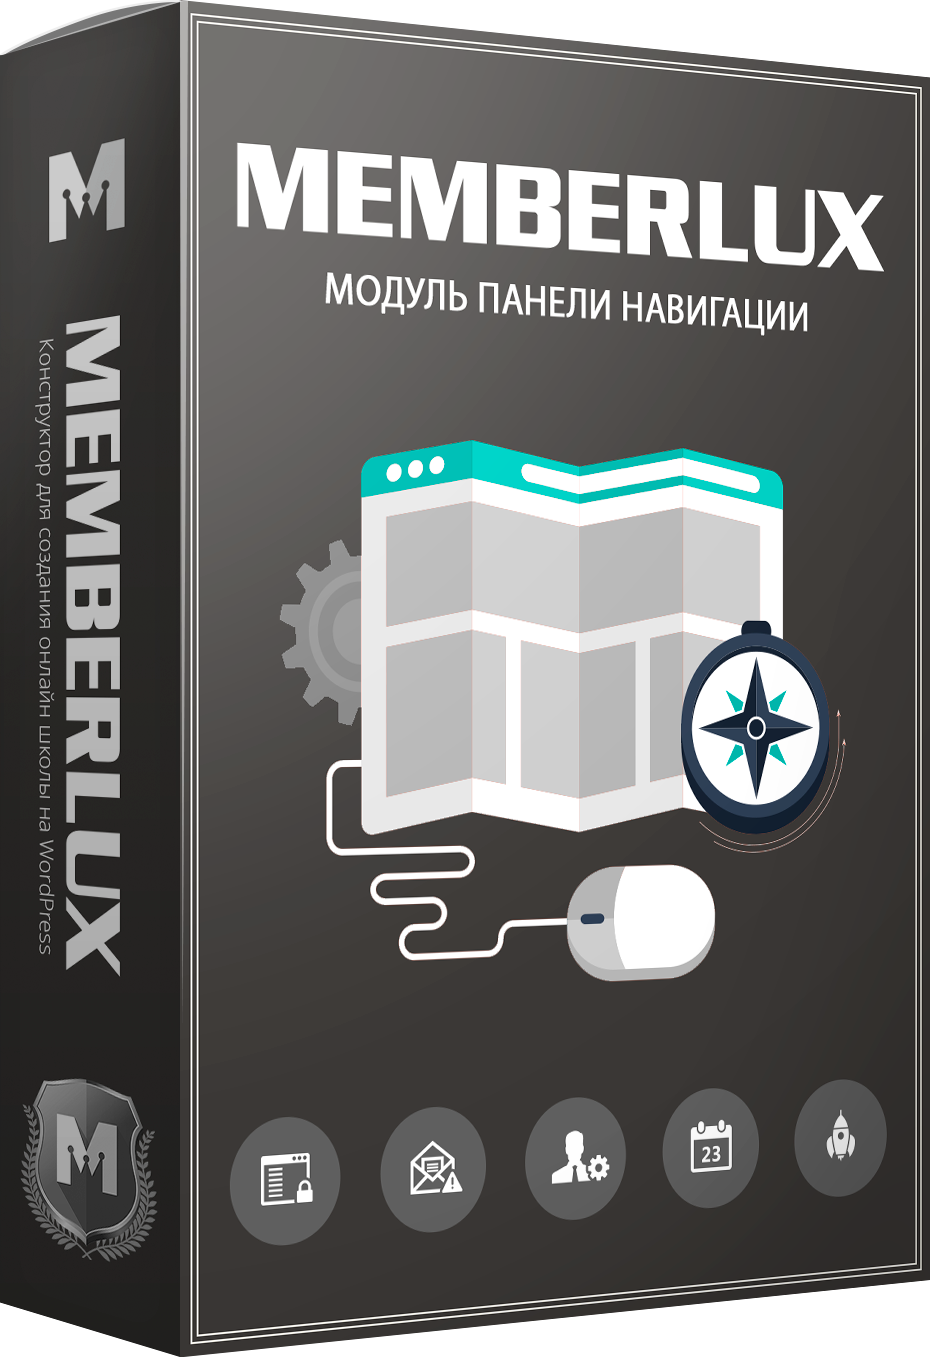 MEMBERLUX
МОДУЛЬ ПАНЕЛИ НАВИГАЦИИ
23
M
MEMBERLUX
Конструктор для создания онлайн школы на WordPress
M